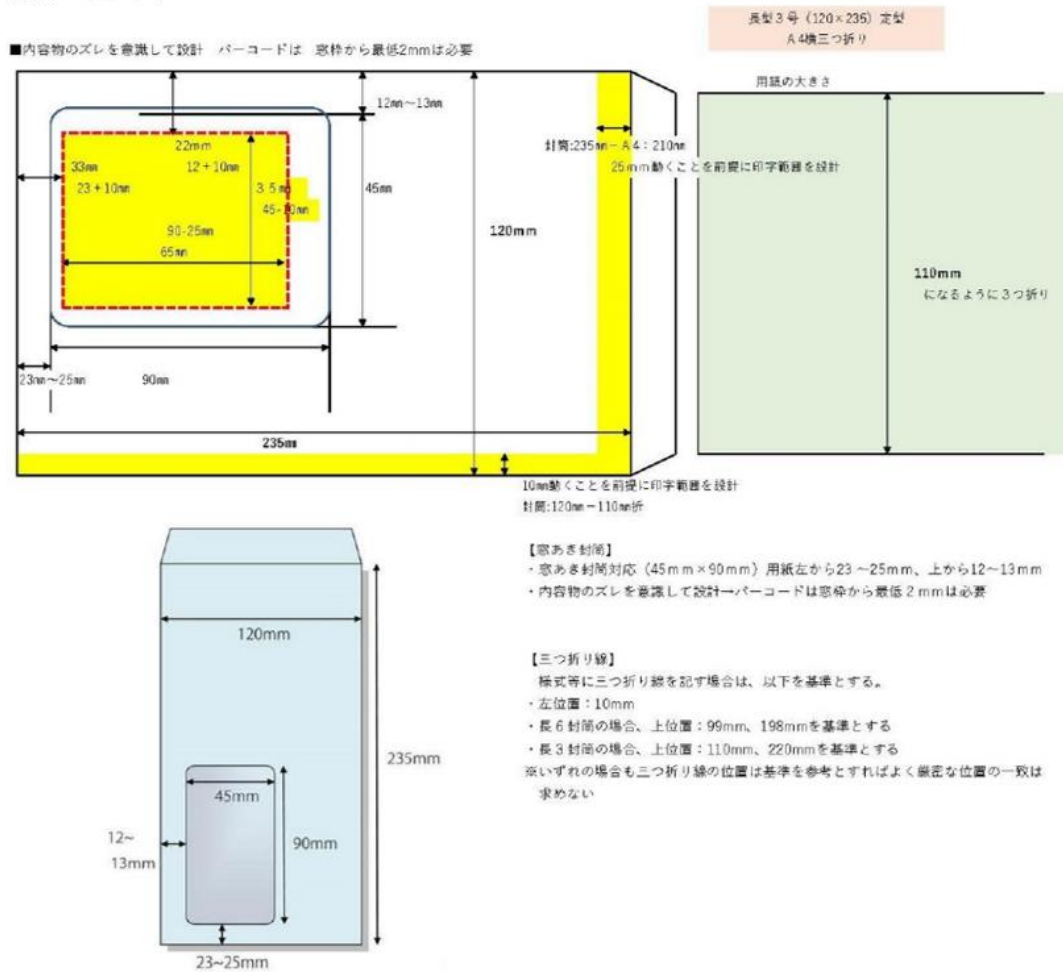 長型3号（120×235）定型
A4横三つ折り
■内容物のズレを意識して設計　バーコードは　窓枠から最低2mmは必要
用紙の大きさ
12㎜～13㎜
封筒:235㎜－A4：210㎜
25mm動くことを前提に印字範囲を設計
22mm
33㎜
12＋10㎜
23＋10㎜
35㎜
45-10㎜
45㎜
90-25㎜
65㎜
120mm
110mm
になるように3つ折り
23㎜～25㎜
90㎜
235㎜
10㎜動くことを前提に印字範囲を設計
封筒:120㎜－110㎜折
【窓あき封筒】
・窓あき封筒対応（45mm×90mm）用紙左から23～25mm、上から12～13mm
・内容物のズレを意識して設計→バーコードは窓枠から最低2mmは必要
【三つ折り線】
様式等に三つ折り線を記す場合は、以下を基準とする。
・左位置：10mm
・長6封筒の場合、上位置：99mm、198mmを基準とする
・長3封筒の場合、上位置：110mm、220mmを基準とする
※いずれの場合も三つ折り線の位置は基準を参考とすればよく厳密な位置の一致は
求めない
120mm
235mm
45mm
90mm
12~
13mm
23~25mm